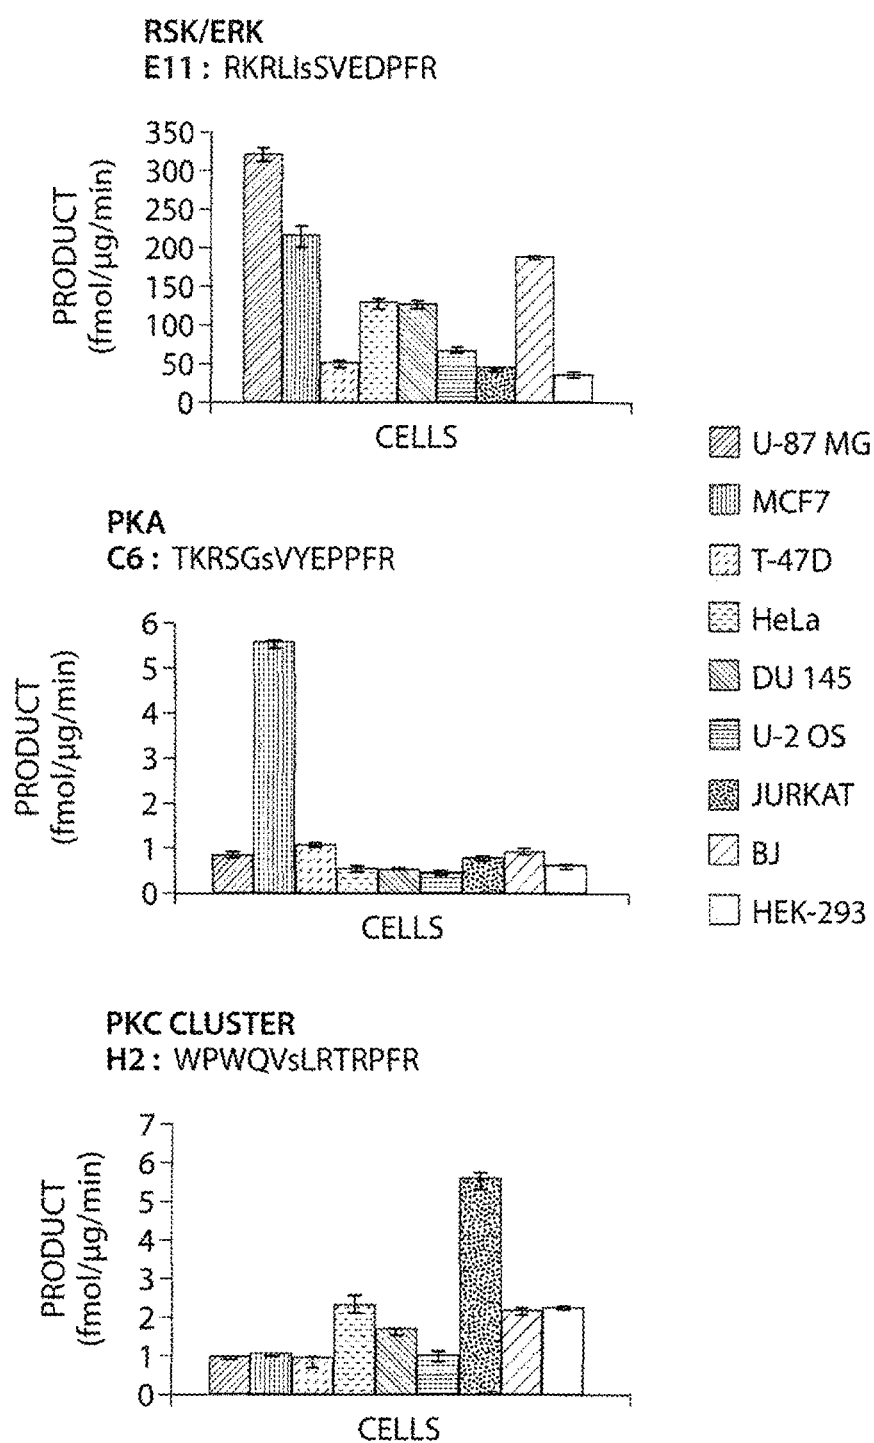 RSK/ERK
E11 : RKRLIsSVEDPFR
350
300
250
200
150
100
50
0
PRODUCT
(fmol/µg/min)
CELLS
PKA
C6 : TKRSGsVYEPPFR
6
5
4
3
2
1
0
PRODUCT
(fmol/µg/min)
CELLS
PKC CLUSTER
H2 : WPWQVsLRTRPFR
7
6
5
4
3
2
1
0
PRODUCT
(fmol/µg/min)
CELLS
U-87 MG
MCF7
T-47D
HeLa
DU 145
U-2 OS
JURKAT
BJ
HEK-293